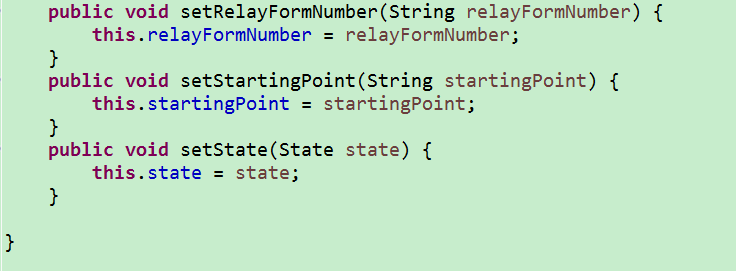 public void setRelayFormNumber(String relayFormNumber) {
this.relayFormNumber = relayFormNumber;
}
public void setStartingPoint(String startingPoint) {
this.startingPoint = startingPoint;
}
public void setState(State state) {
this.state = state;
}
}